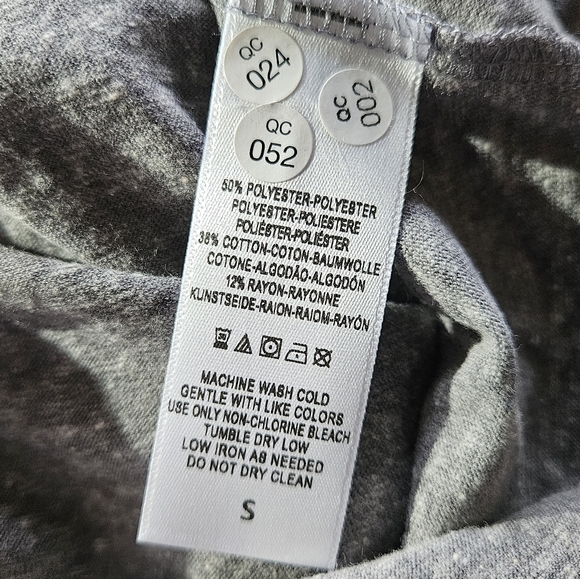 QC
024
QC
002
QC
052
50% POLYESTER-POLYESTER
POLYESTER-POLIESTERE
POLIÉSTER-POLIÉSTER
38% COTTON-COTON-BAUMWOLLE
COTONE-ALGODÃO-ALGODÓN
12% RAYON-RAYONNE
KUNSTSEIDE-RAION-RAIOM-RAYÓN
30
MACHINE WASH COLD
GENTLE WITH LIKE COLORS
USE ONLY NON-CHLORINE BLEACH
TUMBLE DRY LOW
LOW IRON AS NEEDED
DO NOT DRY CLEAN
S